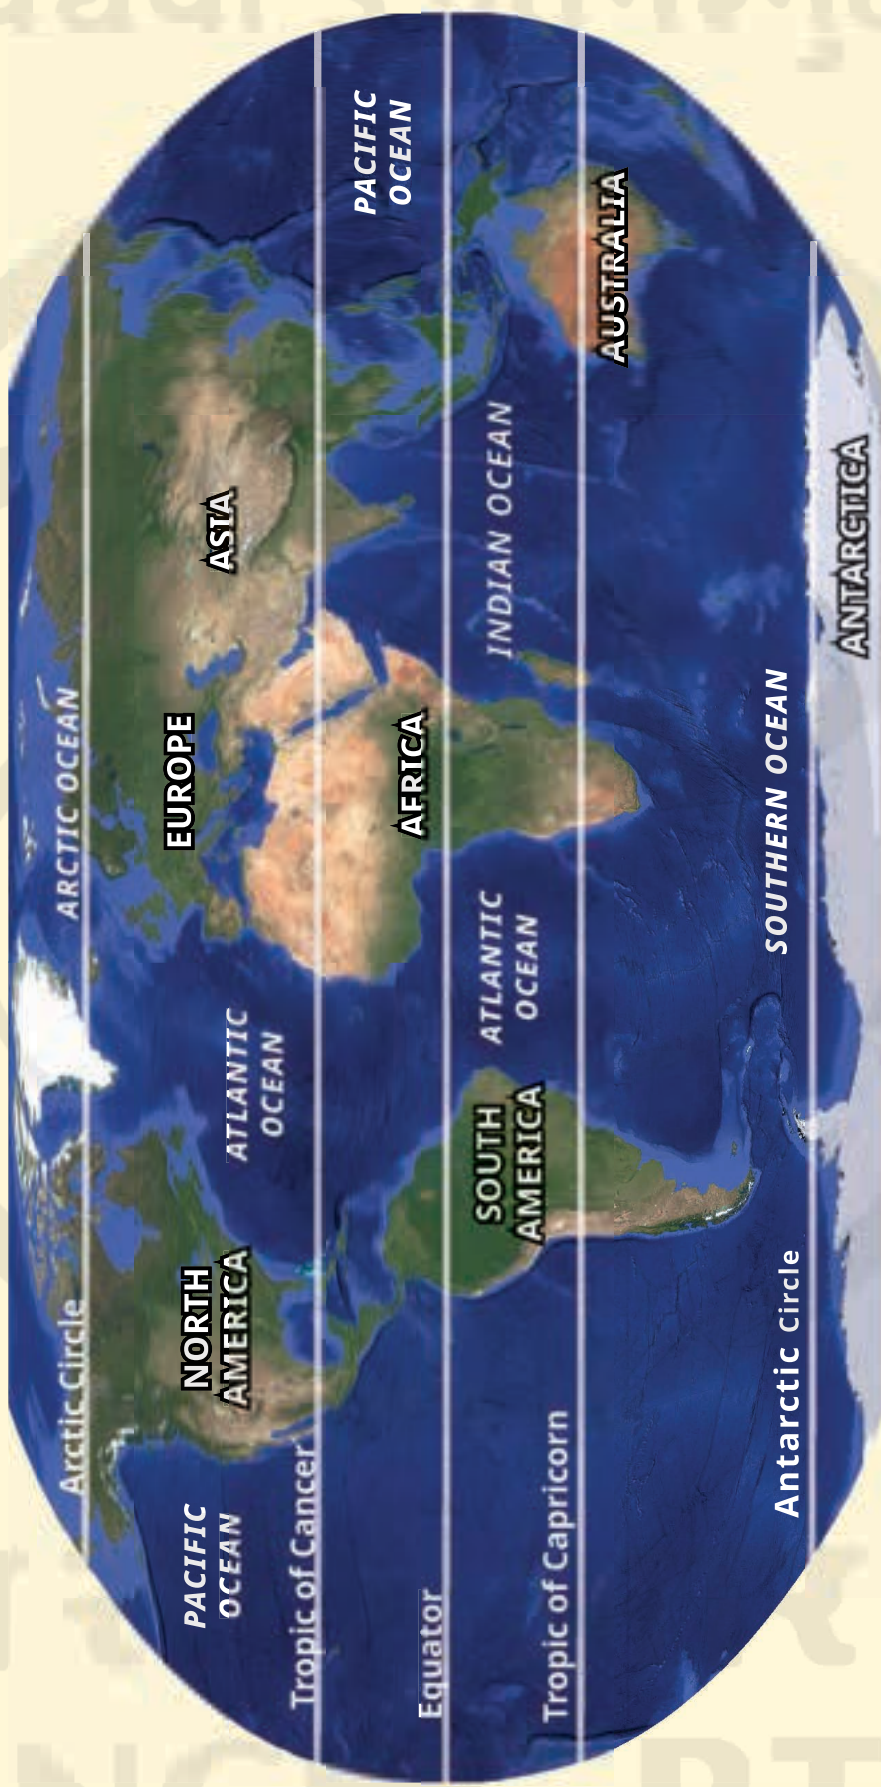 Arctic Circle
ARCTIC OCEAN
PACIFIC
OCEAN
NORTH
AMERICA
ATLANTIC
OCEAN
EUROPE
ASIA
Tropic of Cancer
PACIFIC
OCEAN
AFRICA
Equator
SOUTH
AMERICA
ATLANTIC
OCEAN
INDIAN OCEAN
Tropic of Capricorn
AUSTRALIA
SOUTHERN OCEAN
Antarctic Circle
ANTARCTICA